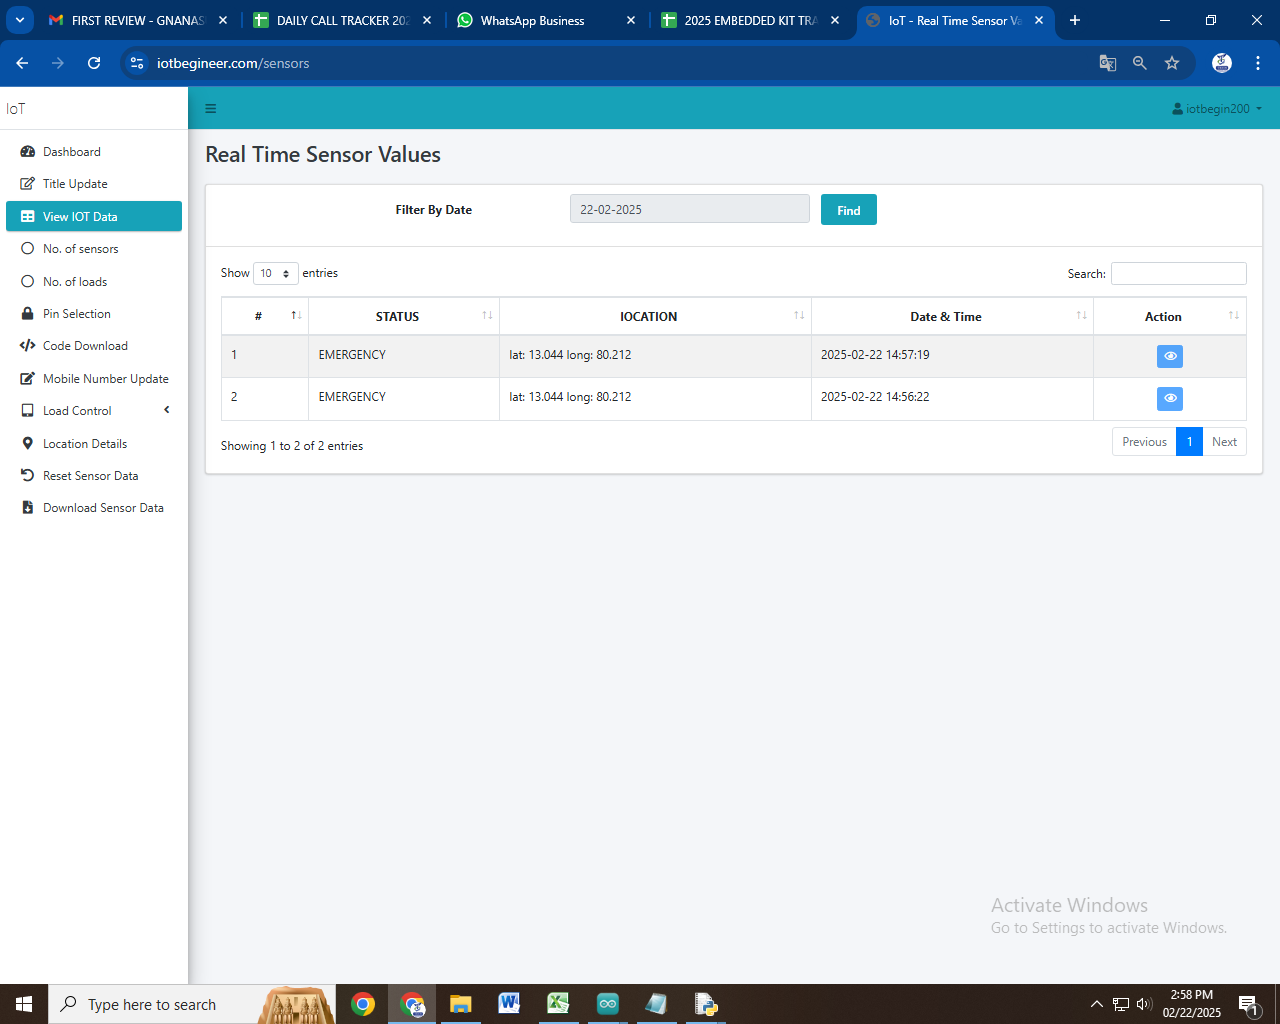 FIRST REVIEW - GNANAS
DAILY CALL TRACKER 202
WhatsApp Business
2025 EMBEDDED KIT TRA
IoT - Real Time Sensor Va
iotbegineer.com/sensors
IoT
iotbegin200
Dashboard
Title Update
View IOT Data
No. of sensors
No. of loads
Pin Selection
Code Download
Mobile Number Update
Load Control
Location Details
Reset Sensor Data
Download Sensor Data
Real Time Sensor Values
Filter By Date 22-02-2025 Find
Show 10 entries Search:
# STATUS lOCATION Date & Time Action
1 EMERGENCY lat: 13.044 long: 80.212 2025-02-22 14:57:19
2 EMERGENCY lat: 13.044 long: 80.212 2025-02-22 14:56:22
Showing 1 to 2 of 2 entries Previous 1 Next
Activate Windows
Go to Settings to activate Windows.
Type here to search
2:58 PM
02/22/2025
1